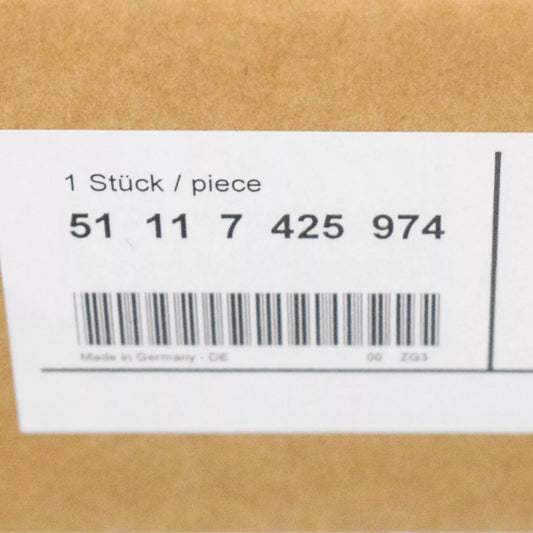 1 Stück / piece
51 11 7 425 974
Made in Germany - DE 00 ZG3